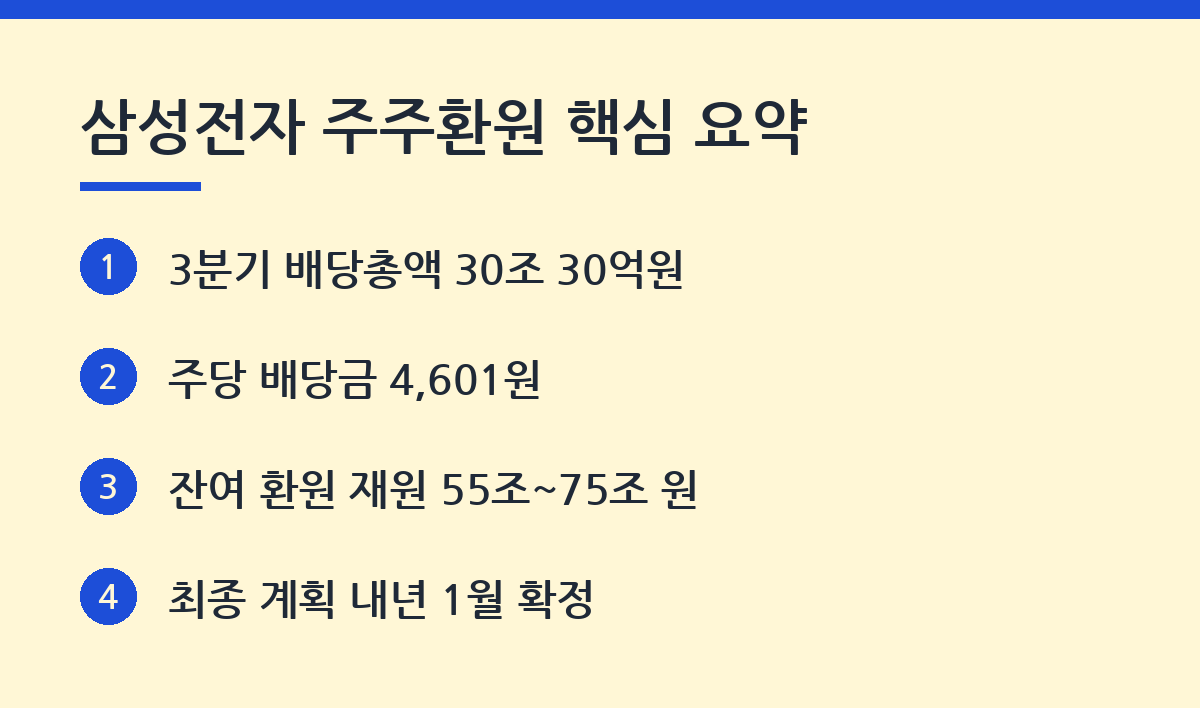 삼성전자 주주환원 핵심 요약
1 3분기 배당총액 30조 30억원
2 주당 배당금 4,601원
3 잔여 환원 재원 55조~75조 원
4 최종 계획 내년 1월 확정